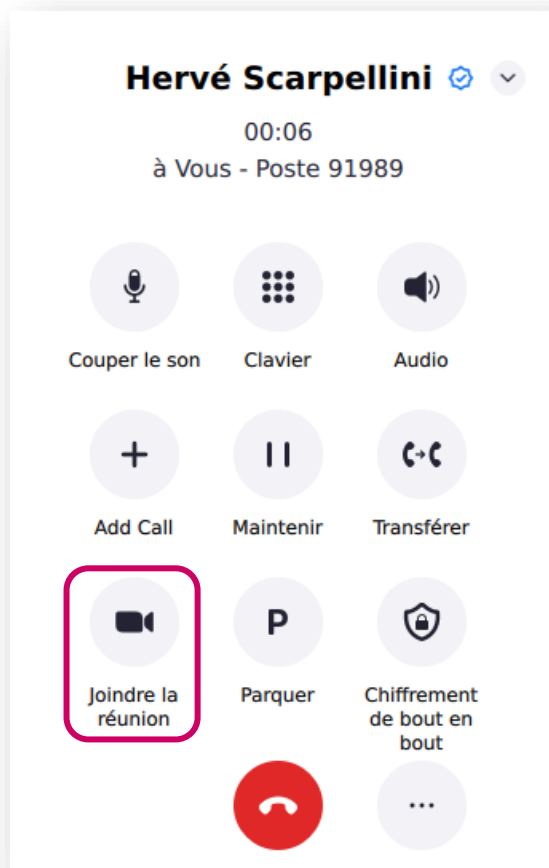 Hervé Scarpellini
00:06
à Vous - Poste 91989
Couper le son
Clavier
Audio
Add Call
Maintenir
Transférer
P
Joindre la
réunion
Parquer
Chiffrement
de bout en
bout